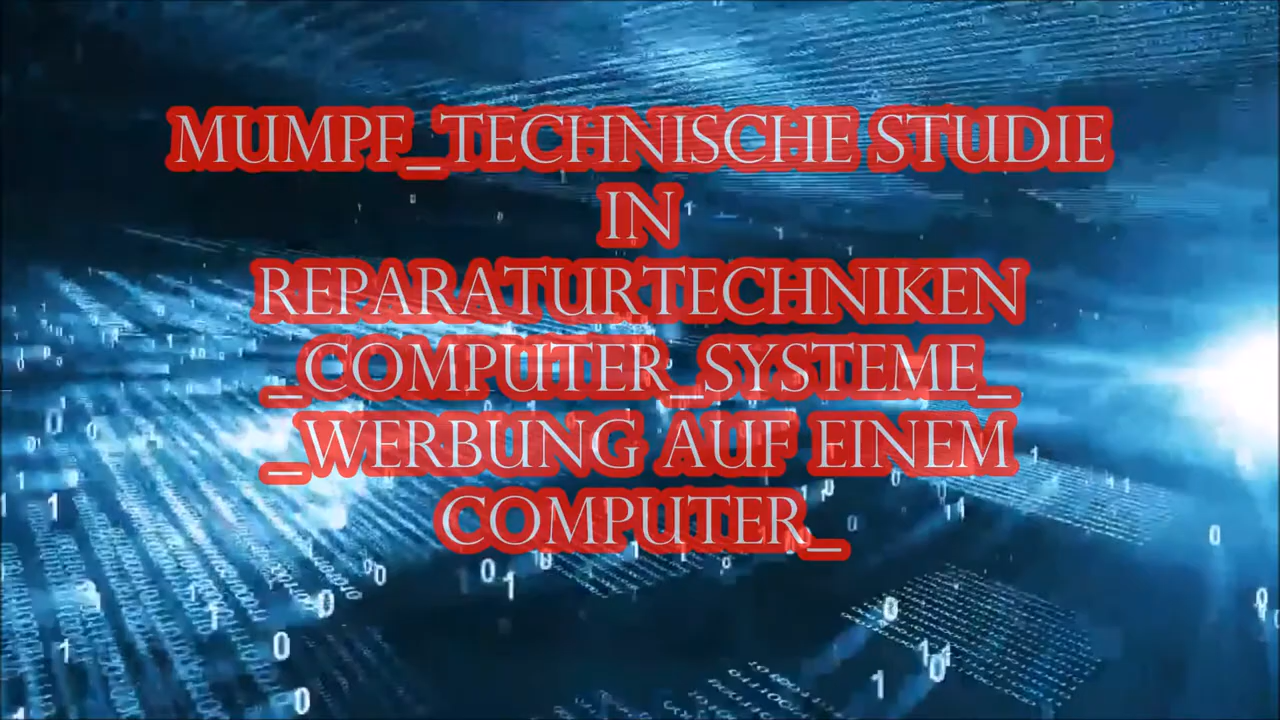 MUMPF_TECHNISCHE STUDIE
IN
REPARATURTECHNIKEN
_COMPUTER_SYSTEME_
_WERBUNG AUF EINEM
COMPUTER_